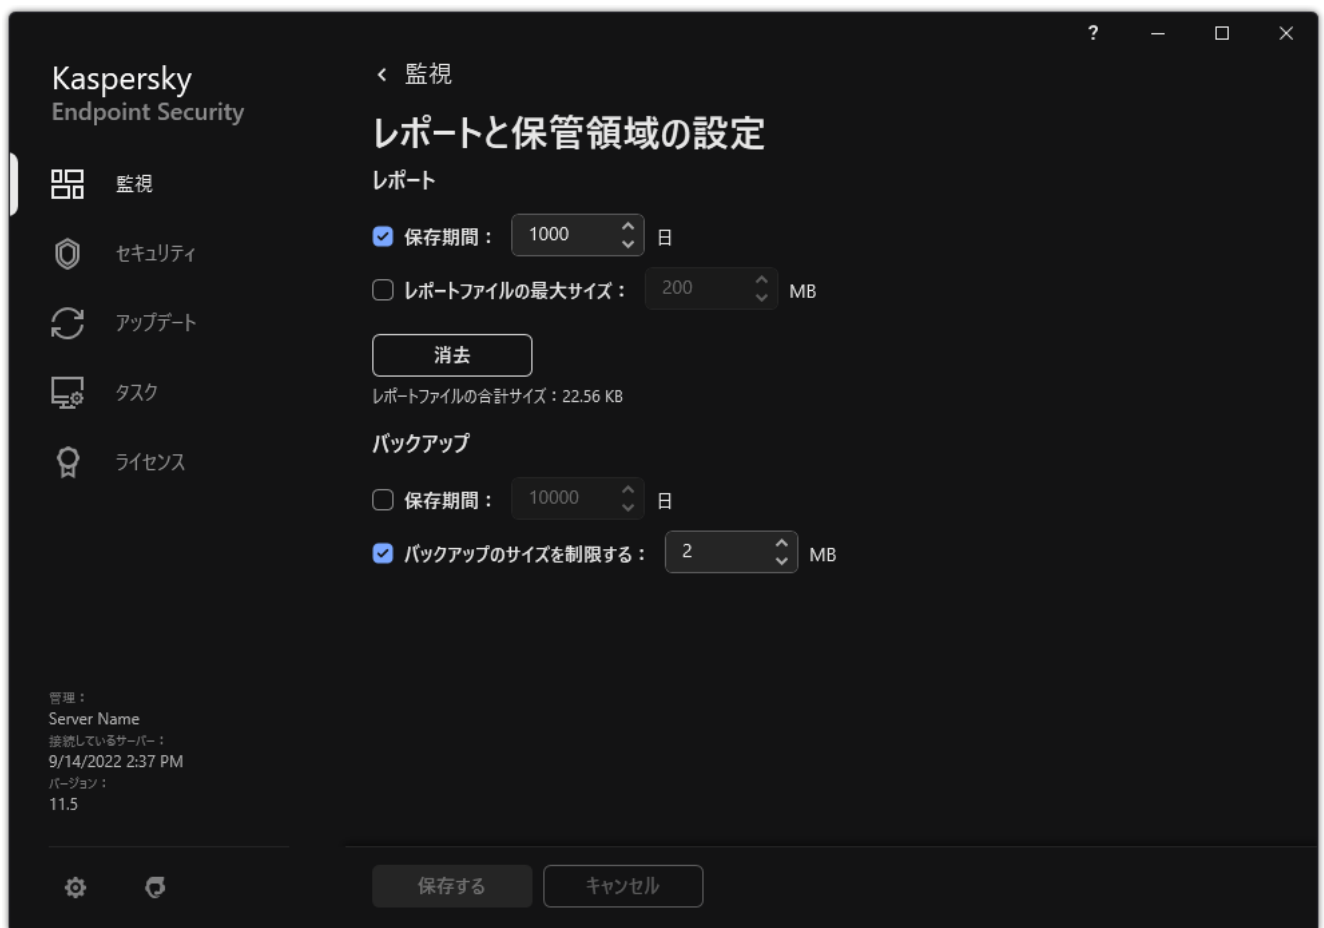 ?
Kaspersky
Endpoint Security
監視
セキュリティ
アップデート
タスク
ライセンス
管理：
Server Name
接続しているサーバー：
9/14/2022 2:37 PM
バージョン：
11.5
監視
レポートと保管領域の設定
レポート
保存期間： 1000 日
レポートファイルの最大サイズ： 200 MB
消去
レポートファイルの合計サイズ：22.56 KB
バックアップ
保存期間： 10000 日
バックアップのサイズを制限する： 2 MB
保存する キャンセル